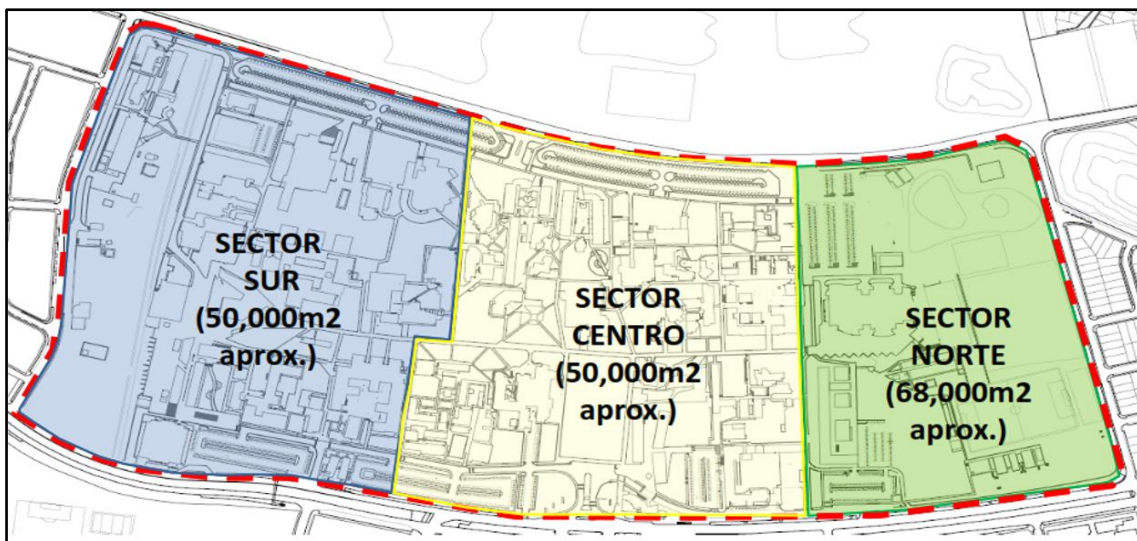 SECTOR
SUR
(50,000m2
aprox.)
SECTOR
CENTRO
(50,000m2
aprox.)
SECTOR
NORTE
(68,000m2
aprox.)